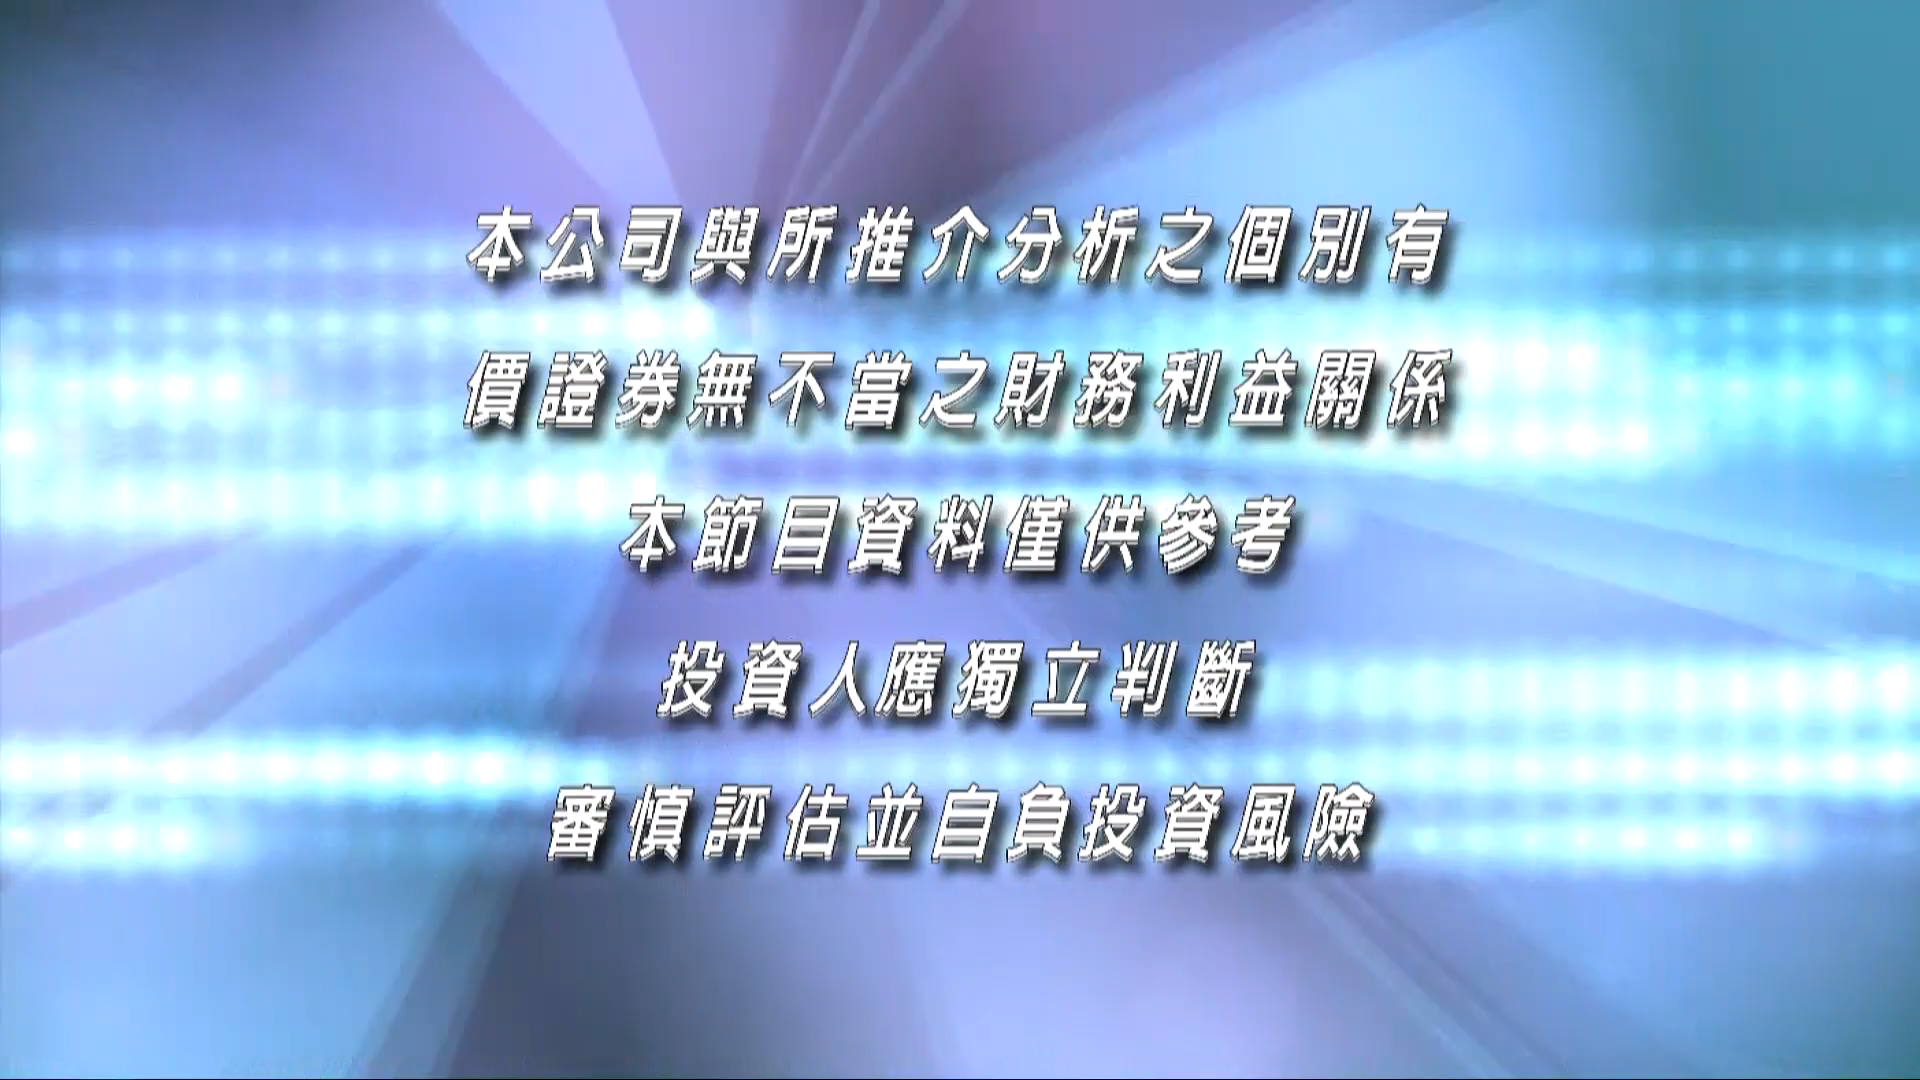 本公司與所推介分析之個別有
價證券無不當之財務利益關係
本節目資料僅供參考
投資人應獨立判斷
審慎評估並自負投資風險